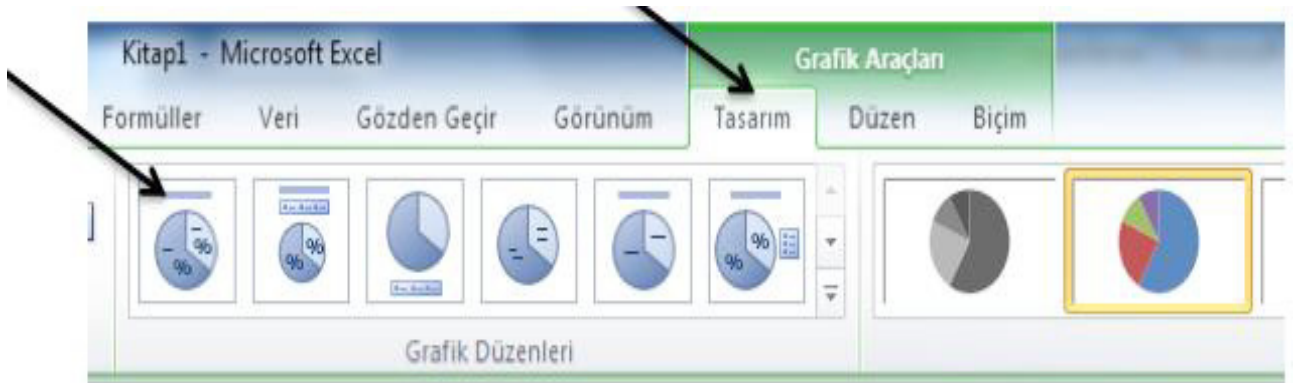 Kitap1 - Microsoft Excel
Grafik Araçları
Formüller Veri Gözden Geçir Görünüm Tasarım Düzen Biçim
% % % % % %
Grafik Düzenleri